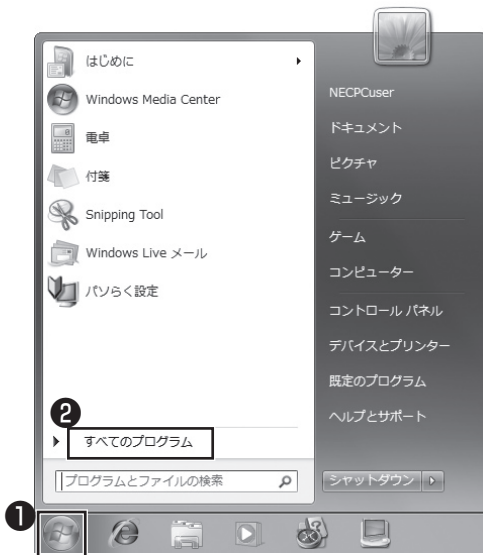 はじめに
Windows Media Center
電卓
付箋
Snipping Tool
Windows Live メール
パソらく設定
❷
すべてのプログラム
プログラムとファイルの検索
NECPCuser
ドキュメント
ピクチャ
ミュージック
ゲーム
コンピューター
コントロール パネル
デバイスとプリンター
既定のプログラム
ヘルプとサポート
シャットダウン
❶